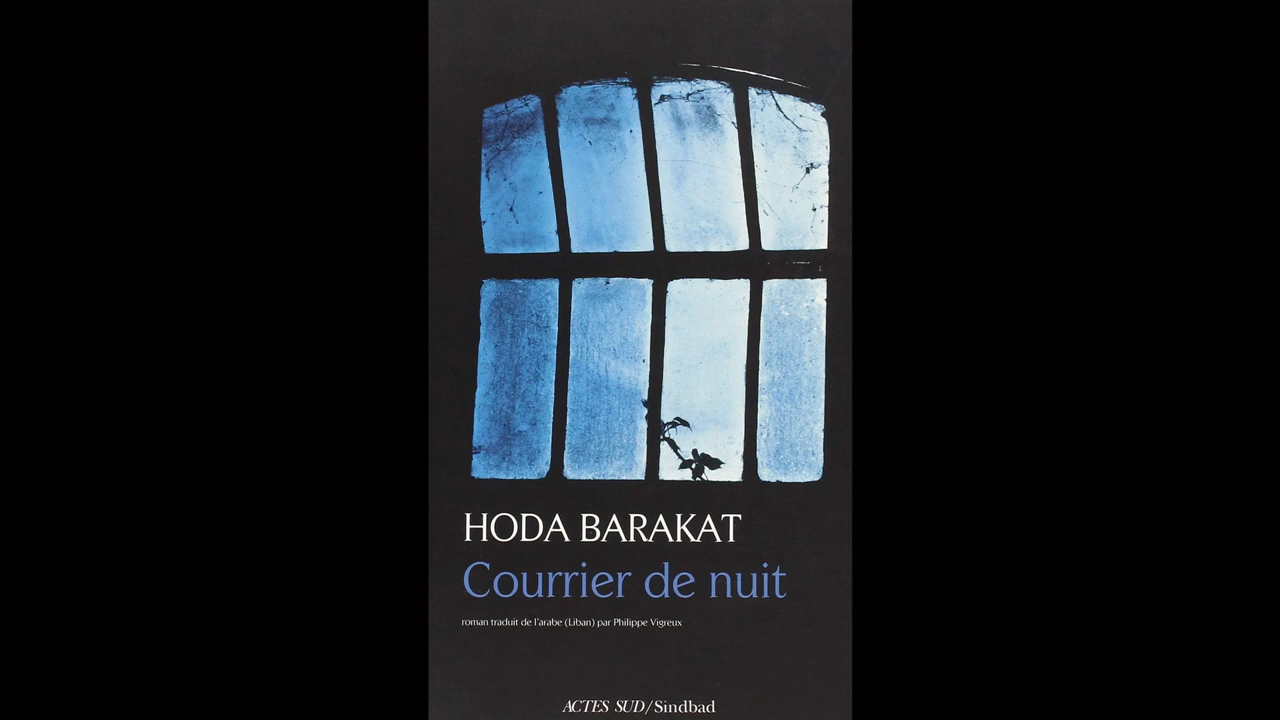 HODA BARAKAT
Courrier de nuit
roman traduit de l'arabe (Liban) par Philippe Vigreux
ACTES SUD/Sindbad